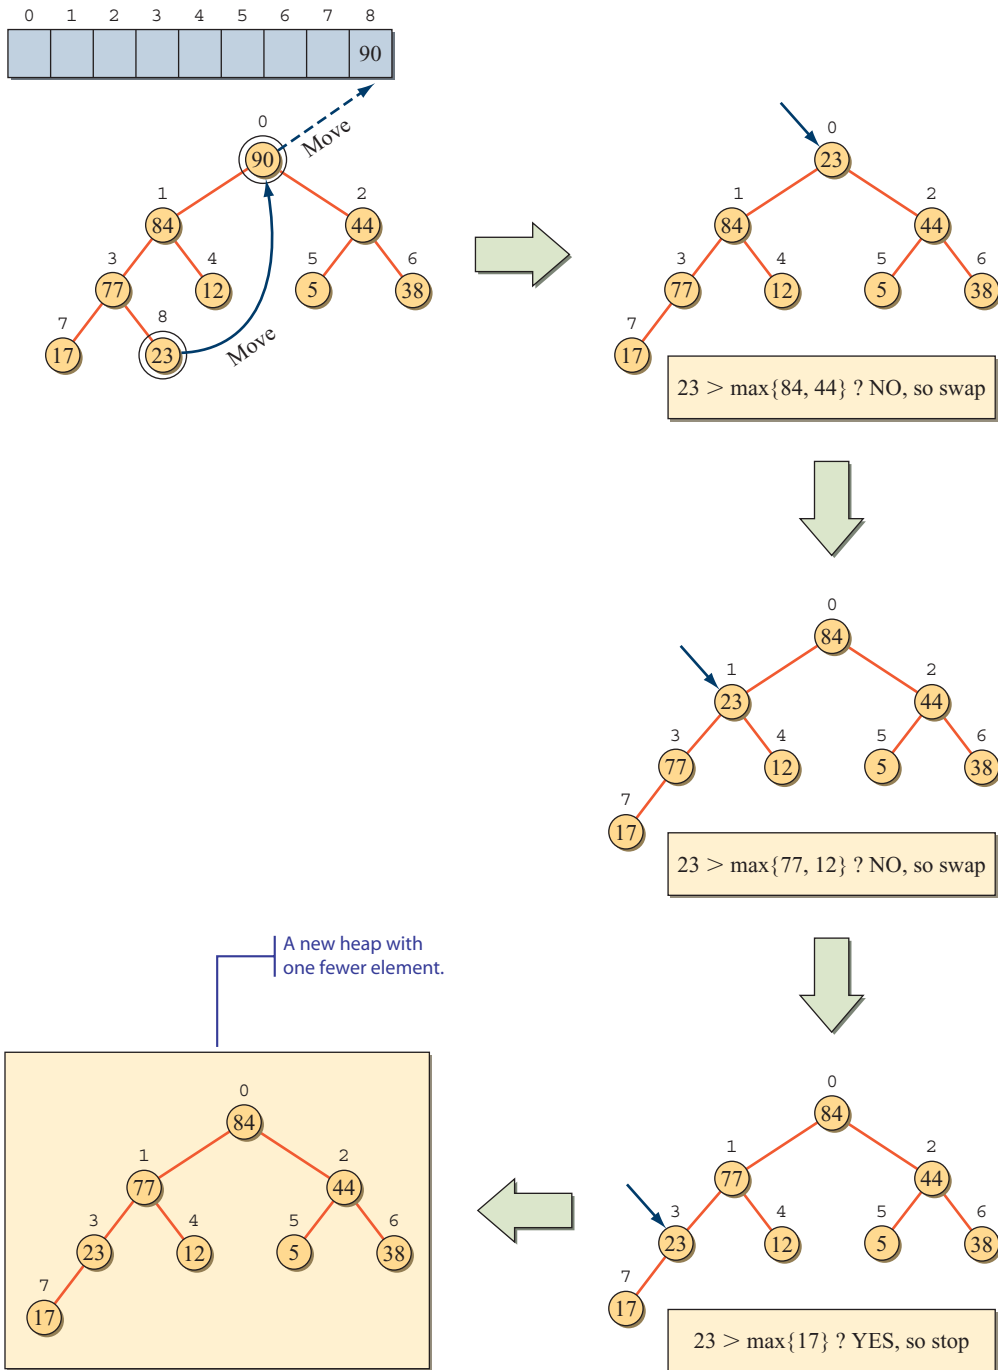 0 1 2 3 4 5 6 7 8
90
Move
0
90
1 2
84 44
3 4 5 6
77 12 5 38
7 8
17 23
Move
0
23
1 2
84 44
3 4 5 6
77 12 5 38
7
17
23 > max{84, 44} ? NO, so swap
0
84
1 2
23 44
3 4 5 6
77 12 5 38
7
17
23 > max{77, 12} ? NO, so swap
0
84
1 2
77 44
3 4 5 6
23 12 5 38
7
17
23 > max{17} ? YES, so stop
A new heap with
one fewer element.
0
84
1 2
77 44
3 4 5 6
23 12 5 38
7
17